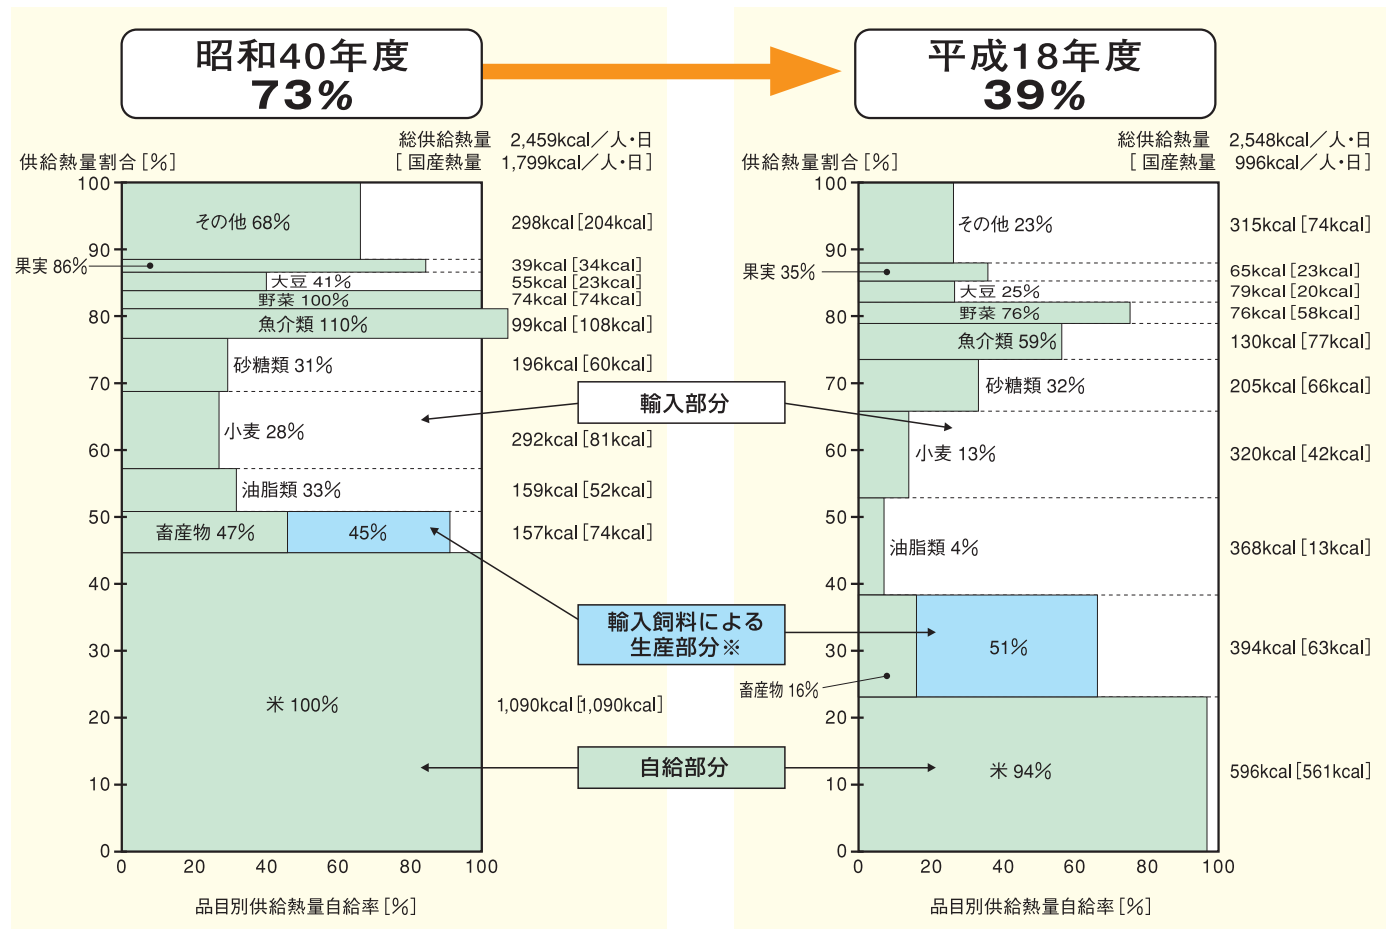 昭和40年度
73%
総供給熱量 2,459kcal／人・日
[ 国産熱量 1,799kcal／人・日]
供給熱量割合［%］
100
90
80
70
60
50
40
30
20
10
0
その他 68%
298kcal [204kcal]
果実 86%
39kcal [34kcal]
大豆 41%
55kcal [23kcal]
野菜 100%
74kcal [74kcal]
魚介類 110%
99kcal [108kcal]
砂糖類 31%
196kcal [60kcal]
小麦 28%
292kcal [81kcal]
油脂類 33%
159kcal [52kcal]
畜産物 47%
45%
157kcal [74kcal]
米 100%
1,090kcal [1,090kcal]
0 20 40 60 80 100
品目別供給熱量自給率［%］
輸入部分
輸入飼料による
生産部分※
自給部分
平成18年度
39%
総供給熱量 2,548kcal／人・日
[ 国産熱量 996kcal／人・日]
供給熱量割合［%］
100
90
80
70
60
50
40
30
20
10
0
その他 23%
315kcal [74kcal]
果実 35%
65kcal [23kcal]
大豆 25%
79kcal [20kcal]
野菜 76%
76kcal [58kcal]
魚介類 59%
130kcal [77kcal]
砂糖類 32%
205kcal [66kcal]
小麦 13%
320kcal [42kcal]
油脂類 4%
368kcal [13kcal]
51%
394kcal [63kcal]
畜産物 16%
米 94%
596kcal [561kcal]
0 20 40 60 80 100
品目別供給熱量自給率［%］